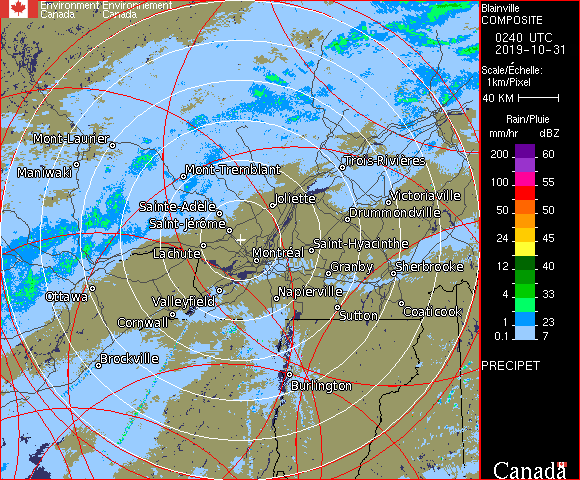 Environment Environnement
Canada Canada
Mont-Laurier
Maniwaki
Mont-Tremblant
Trois-Rivières
Sainte-Adèle
Joliette
Victoriaville
Saint-Jérôme
Drummondville
Lachute
Montréal
Saint-Hyacinthe
Granby
Sherbrooke
Ottawa
Valleyfield
Napierville
Cornwall
Sutton
Coaticook
Brockville
Burlington
Blainville
COMPOSITE
0240 UTC
2019-10-31
Scale/Échelle:
1km/Pixel
40 KM
Rain/Pluie
mm/hr dBZ
200 60
100 55
50 50
24 45
12 40
4 33
1 23
0.1 7
PRECIPET
Canada